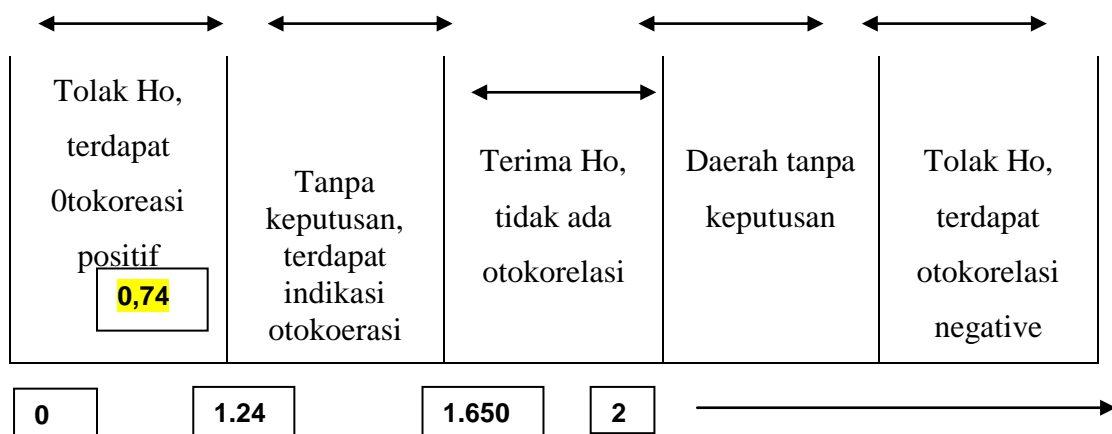 Tolak Ho,
terdapat
0tokoreasi
positif
0,74
Tanpa
keputusan,
terdapat
indikasi
otokoerasi
Terima Ho,
tidak ada
otokorelasi
Daerah tanpa
keputusan
Tolak Ho,
terdapat
otokorelasi
negative
0
1.24
1.650
2